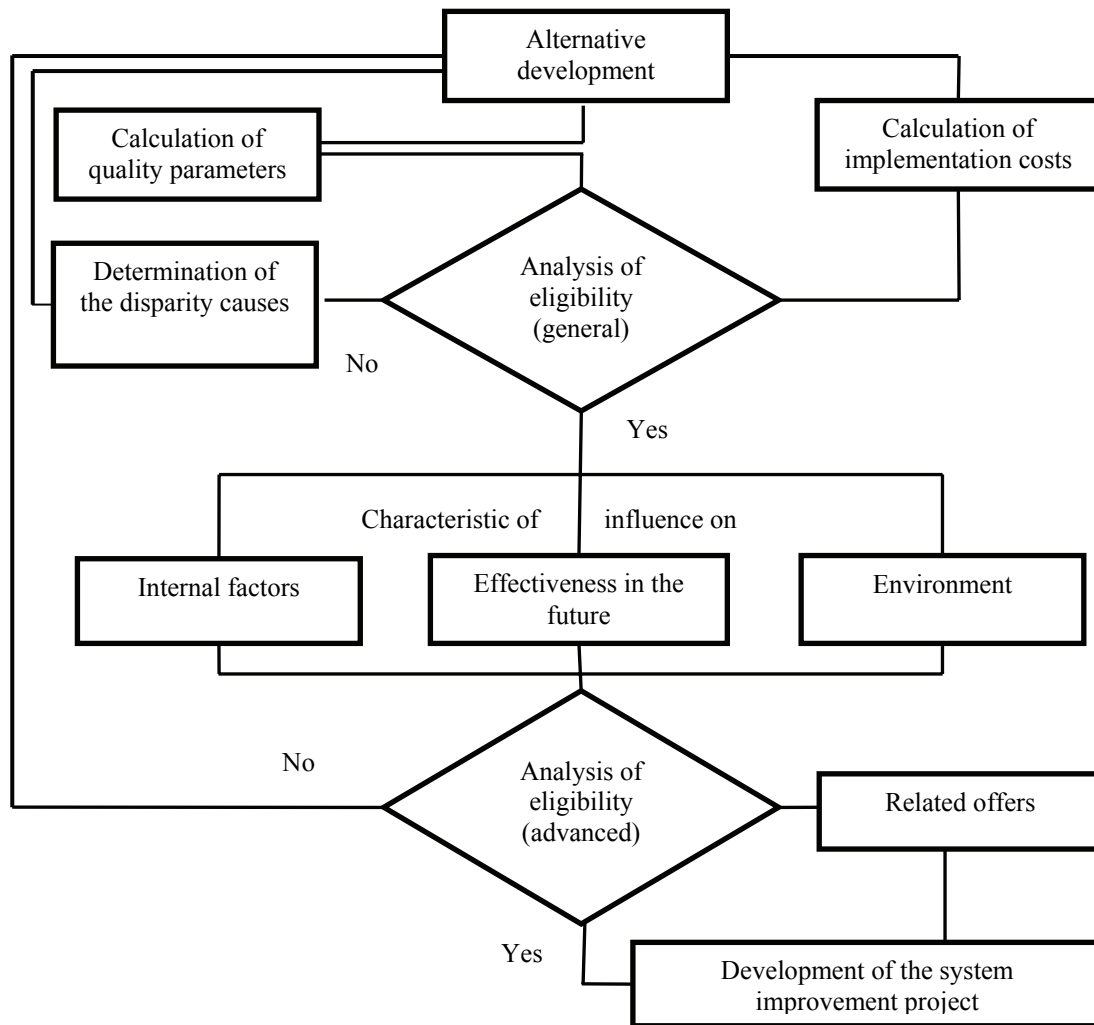 Alternative
development
Calculation of
quality parameters
Calculation of
implementation costs
Determination of
the disparity causes
Analysis of
eligibility
(general)
No
Yes
Characteristic of influence on
Internal factors
Effectiveness in the
future
Environment
No
Analysis of
eligibility
(advanced)
Related offers
Yes
Development of the system
improvement project